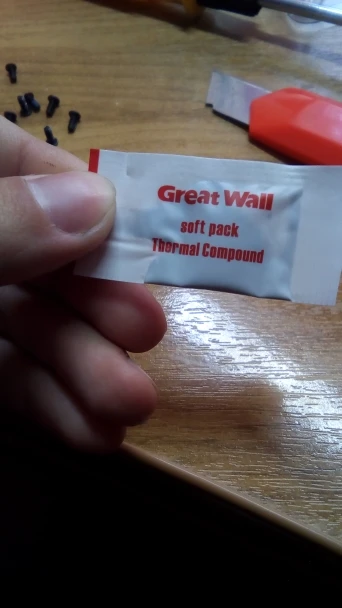 Great Wall
soft pack
Thermal Compound